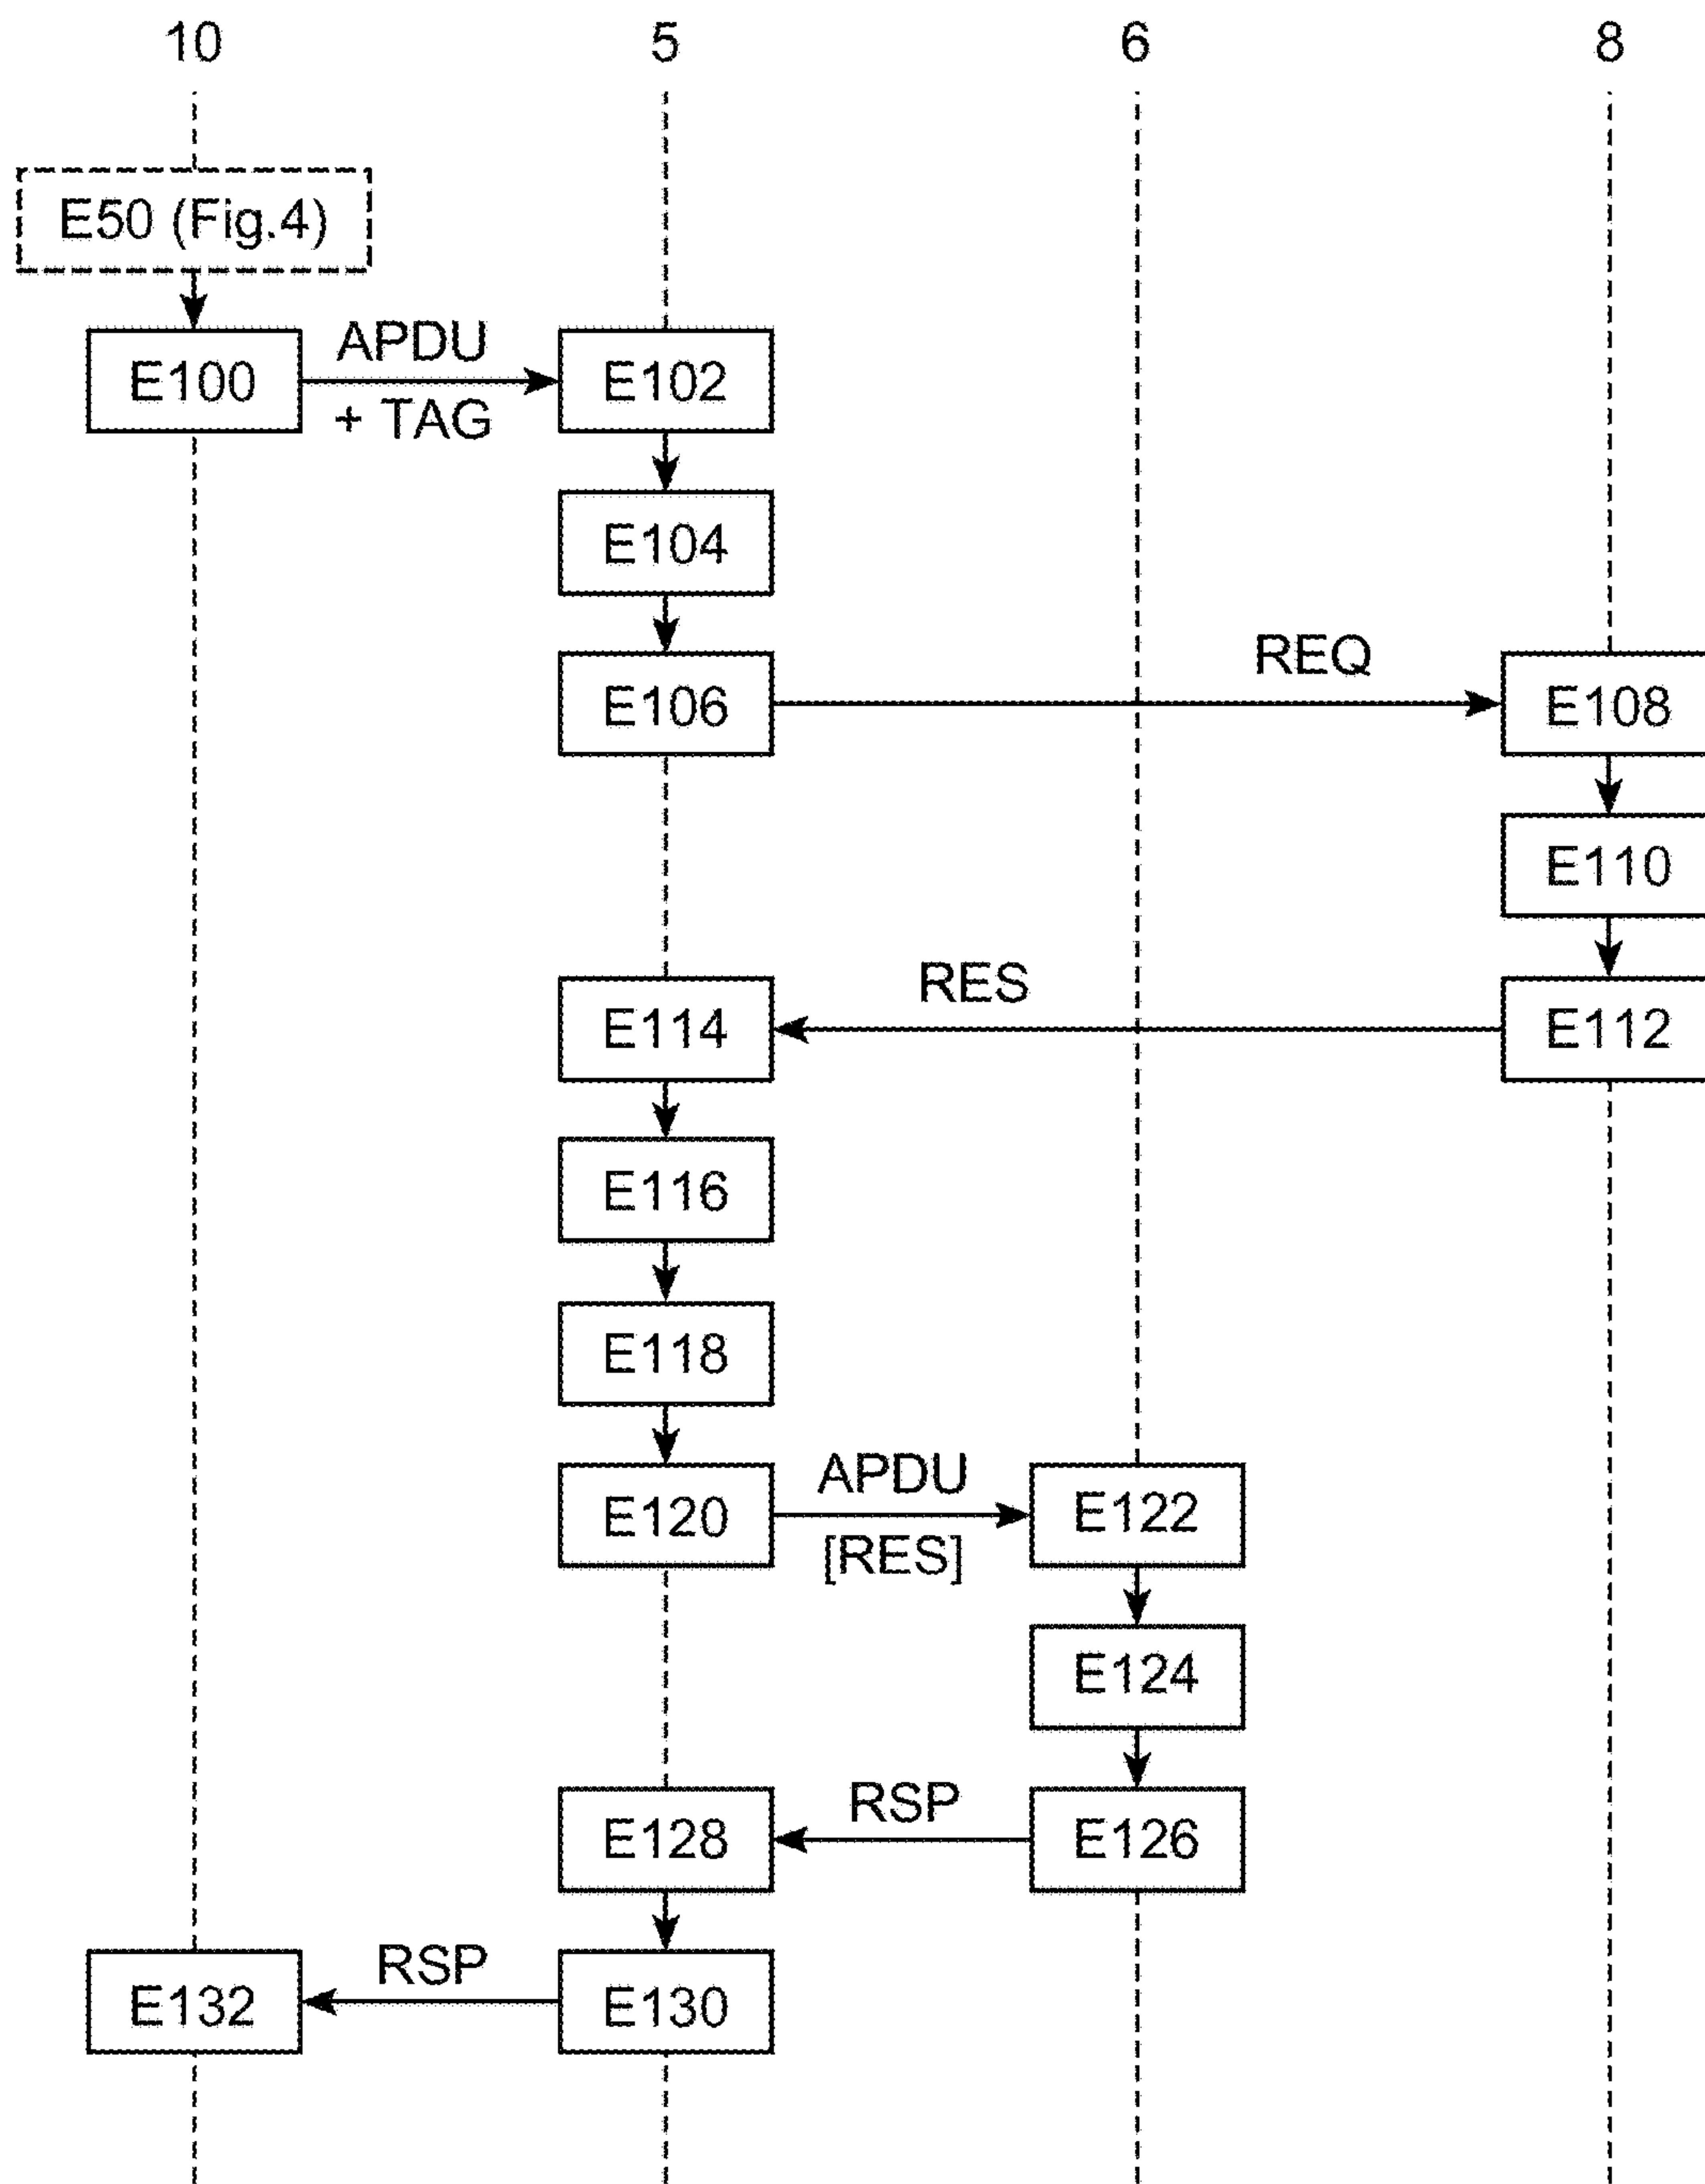 10 5 6 8
E50 (Fig.4)
E100 APDU E102
+ TAG
E104
E106 REQ E108
E110
E114 RES E112
E116
E118
E120 APDU E122
[RES]
E124
E128 RSP E126
E132 RSP E130